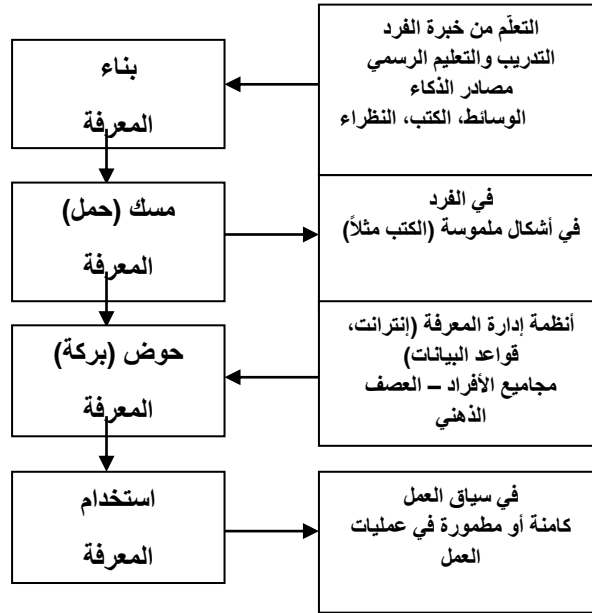 التعلّم من خبرة الفرد
التدريب والتعليم الرسمي
مصادر الذكاء
الوسائط، الكتب، النظراء
بناء
المعرفة
في الفرد
في أشكال ملموسة (الكتب مثلاً)
مسك (حمل)
المعرفة
أنظمة إدارة المعرفة (إنترانت،
قواعد البيانات)
مجاميع الأفراد – العصف
الذهني
حوض (بركة)
المعرفة
في سياق العمل
كامنة أو مطمورة في عمليات
العمل
استخدام
المعرفة